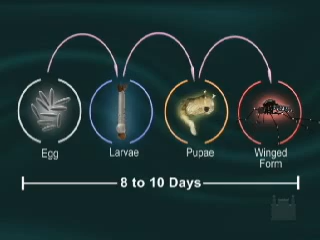 Egg
Larvae
Pupae
Winged
Form
8 to 10 Days